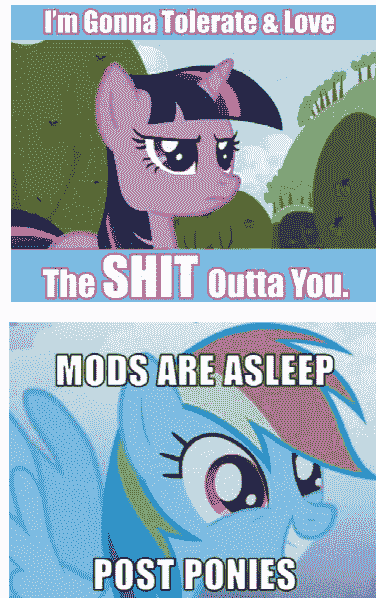 I'm Gonna Tolerate & Love
The SHIT Outta You.
MODS ARE ASLEEP
POST PONIES